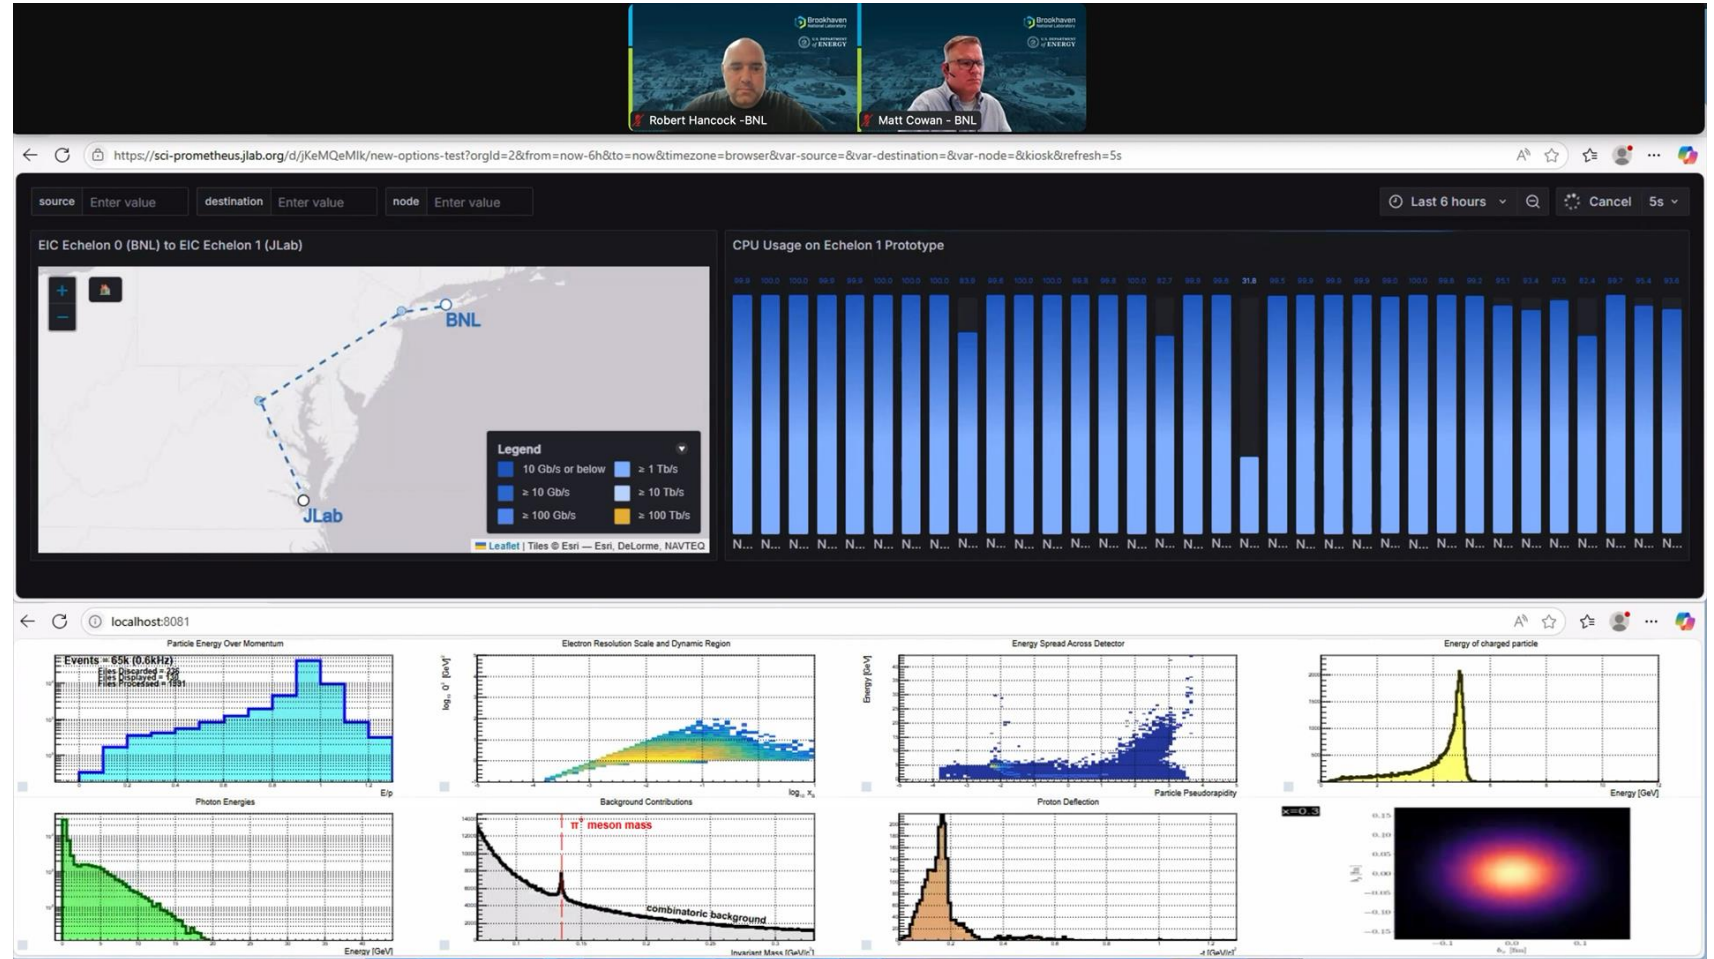 Brookhaven
National Laboratory
U.S. DEPARTMENT
of ENERGY
Robert Hancock -BNL
Brookhaven
National Laboratory
U.S. DEPARTMENT
of ENERGY
Matt Cowan - BNL
https://sci-prometheus.jlab.org/d/jKeMQeMIk/new-options-test?orgId=2&from=now-6h&to=now&timezone=browser&var-source=&var-destination=&var-node=&kiosk&refresh=5s
source Enter value destination Enter value node Enter value
Last 6 hours Cancel 5s
EIC Echelon 0 (BNL) to EIC Echelon 1 (JLab)
BNL
JLab
Legend
10 Gb/s or below ≥ 1 Tb/s
≥ 10 Gb/s ≥ 10 Tb/s
≥ 100 Gb/s ≥ 100 Tb/s
Leaflet | Tiles © Esri — Esri, DeLorme, NAVTEQ
CPU Usage on Echelon 1 Prototype
31.8
N... N... N... N... N... N... N... N... N... N... N... N... N... N... N... N... N... N... N... N... N... N... N... N... N... N... N... N... N... N... N... N... N... N...
localhost:8081
Particle Energy Over Momentum
Events = 65k (0.6kHz)
E/p
Electron Resolution Scale and Dynamic Region
Energy Spread Across Detector
Energy [GeV]
Particle Pseudorapidity
Energy of charged particle
Energy [GeV]
Photon Energies
Energy [GeV]
Background Contributions
π° meson mass
combinatoric background
Invariant Mass [GeV/c²]
Proton Deflection
x=0.3